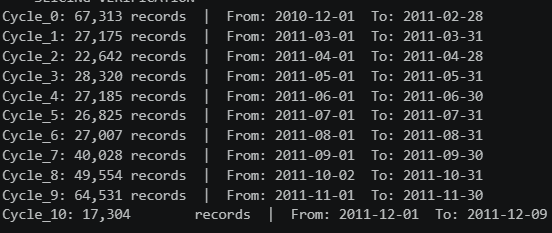 SLICING VERIFICATION
Cycle_0: 67,313 records | From: 2010-12-01 To: 2011-02-28
Cycle_1: 27,175 records | From: 2011-03-01 To: 2011-03-31
Cycle_2: 22,642 records | From: 2011-04-01 To: 2011-04-28
Cycle_3: 28,320 records | From: 2011-05-01 To: 2011-05-31
Cycle_4: 27,185 records | From: 2011-06-01 To: 2011-06-30
Cycle_5: 26,825 records | From: 2011-07-01 To: 2011-07-31
Cycle_6: 27,007 records | From: 2011-08-01 To: 2011-08-31
Cycle_7: 40,028 records | From: 2011-09-01 To: 2011-09-30
Cycle_8: 49,554 records | From: 2011-10-02 To: 2011-10-31
Cycle_9: 64,531 records | From: 2011-11-01 To: 2011-11-30
Cycle_10: 17,304 records | From: 2011-12-01 To: 2011-12-09